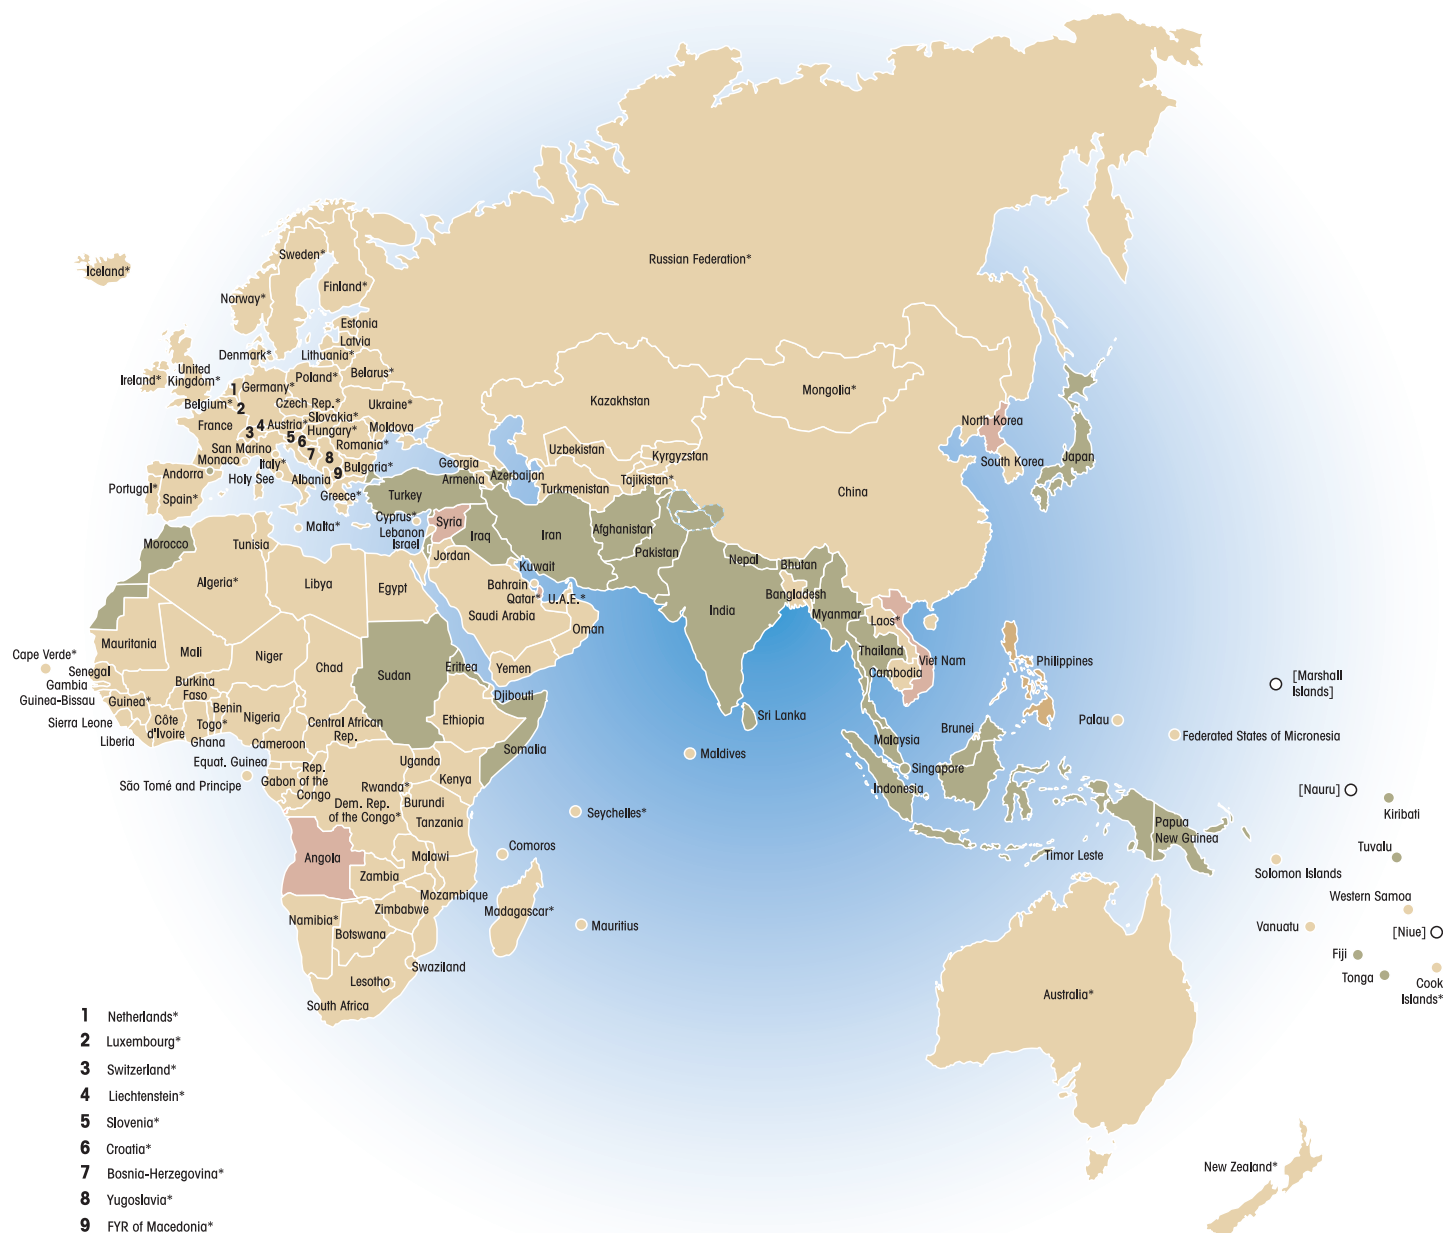 Russian Federation*
Sweden*
Iceland*
Finland*
Norway*
Estonia
Latvia
Denmark*
Lithuania*
United
Kingdom*
Ireland*
Belarus*
Poland*
1
Germany*
Mongolia*
Kazakhstan
Belgium*
2
Czech Rep.*
Ukraine*
Slovakia*
North Korea
France
3
4
Austria*
Hungary*
Moldova
5
6
Romania*
San Marino
Monaco
7
8
Uzbekistan
Kyrgyzstan
Japan
South Korea
Italy*
Bulgaria*
Georgia
Andorra
9
Holy See
Albania
Armenia
Azerbaijan
Turkmenistan
Tajikistan*
China
Portugal*
Spain*
Greece*
Turkey
Malta*
Cyprus*
Syria
Lebanon
Israel
Iraq
Iran
Afghanistan
Morocco
Tunisia
Jordan
Pakistan
Nepal
Bhutan
Kuwait
Algeria*
Libya
Egypt
Bahrain
Qatar*
U.A.E.*
Bangladesh
Saudi Arabia
India
Myanmar
Laos*
Oman
Mauritania
Mali
Niger
Chad
Sudan
Eritrea
Yemen
Thailand
Viet Nam
Philippines
Cambodia
Cape Verde*
Senegal
Gambia
Guinea-Bissau
Guinea*
Burkina
Faso
Benin
Djibouti
[Marshall
Islands]
Sierra Leone
Côte
d'Ivoire
Togo*
Nigeria
Central African
Rep.
Ethiopia
Sri Lanka
Palau
Liberia
Ghana
Cameroon
Somalia
Maldives
Malaysia
Brunei
Federated States of Micronesia
Equat. Guinea
Uganda
Singapore
São Tomé and Principe
Rep.
Gabon of the
Congo
Kenya
Rwanda*
Indonesia
[Nauru]
Dem. Rep.
of the Congo*
Burundi
Seychelles*
Kiribati
Tanzania
Papua
New Guinea
Comoros
Tuvalu
Angola
Malawi
Timor Leste
Zambia
Solomon Islands
Mozambique
Western Samoa
Zimbabwe
Namibia*
Madagascar*
Mauritius
Vanuatu
[Niue]
Botswana
Fiji
Swaziland
Tonga
Cook
Islands*
Lesotho
South Africa
Australia*
1 Netherlands*
2 Luxembourg*
3 Switzerland*
4 Liechtenstein*
5 Slovenia*
6 Croatia*
7 Bosnia-Herzegovina*
8 Yugoslavia*
9 FYR of Macedonia*
New Zealand*